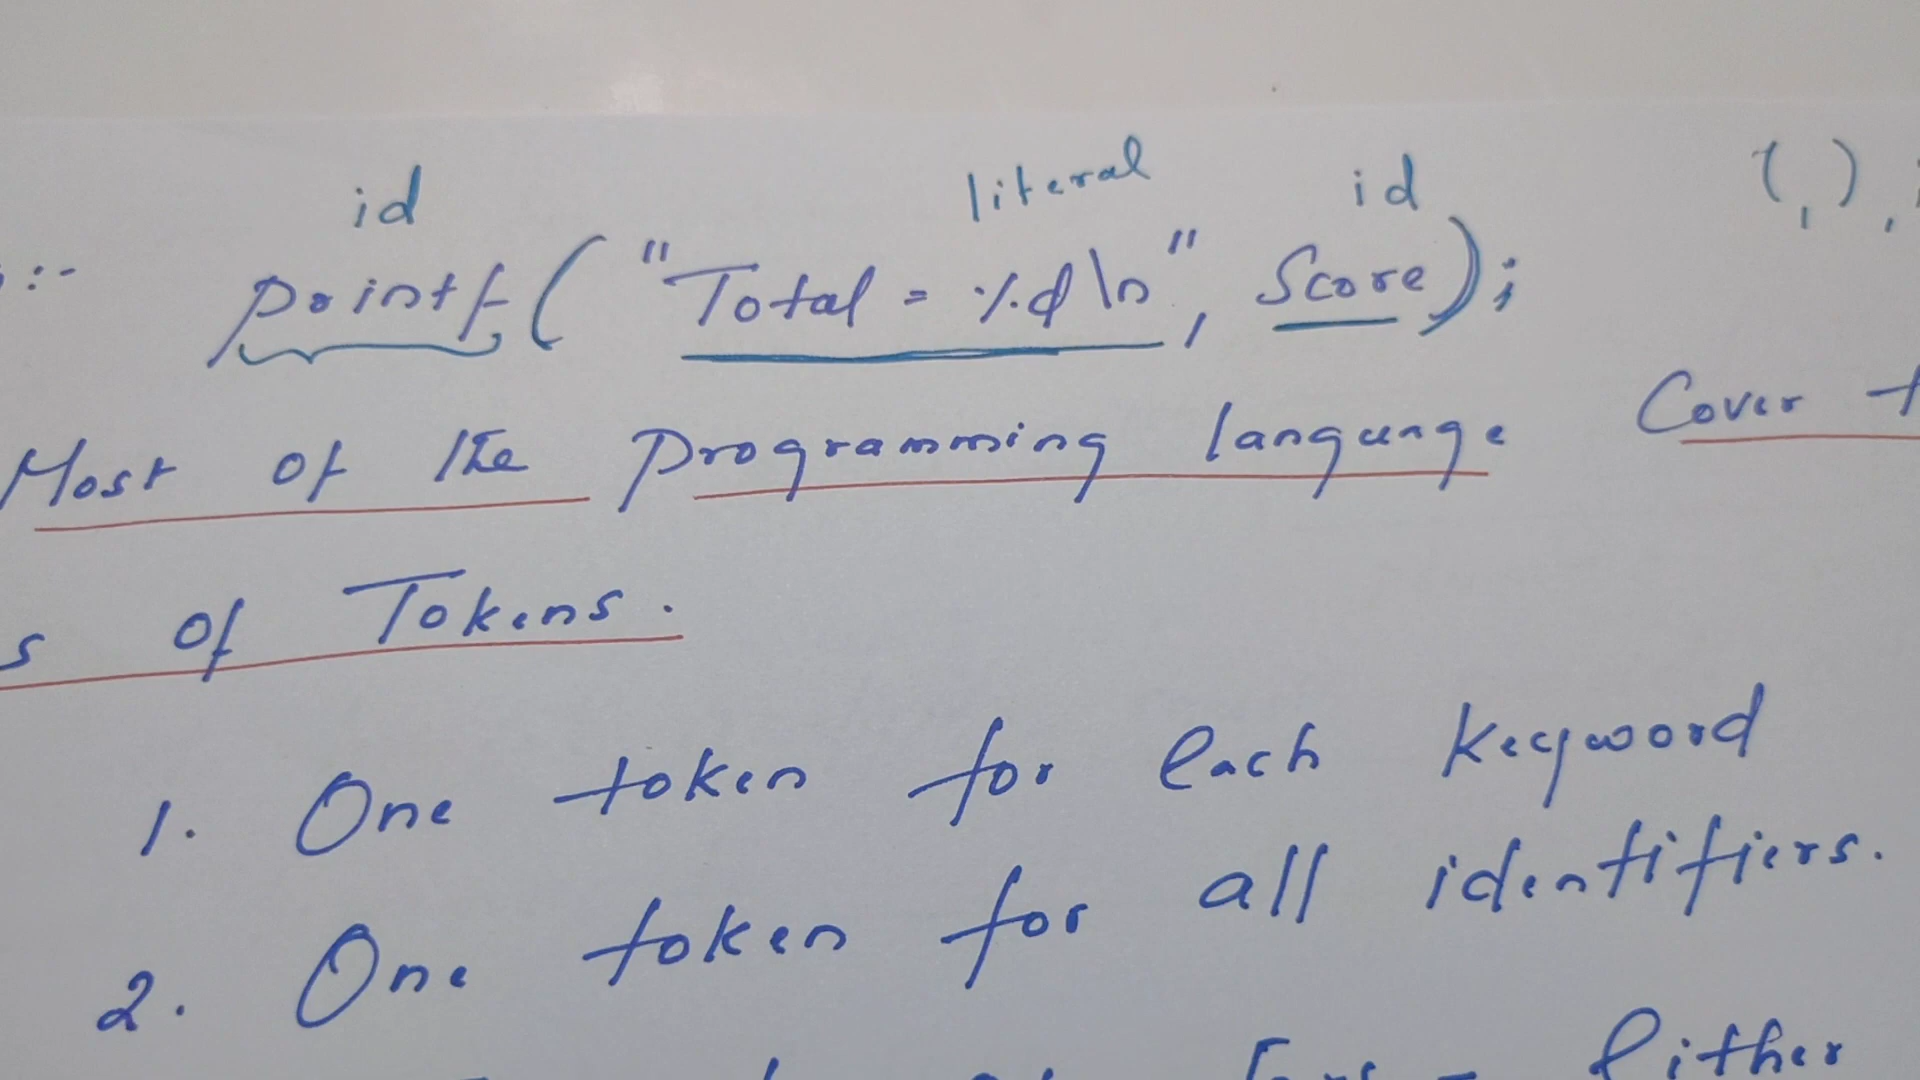 id literal id (,),
:- printf("Total = %d\n", Score);
Most of the programming language Cover
s of Tokens.
1. One token for each keyword
2. One token for all identifiers.
either